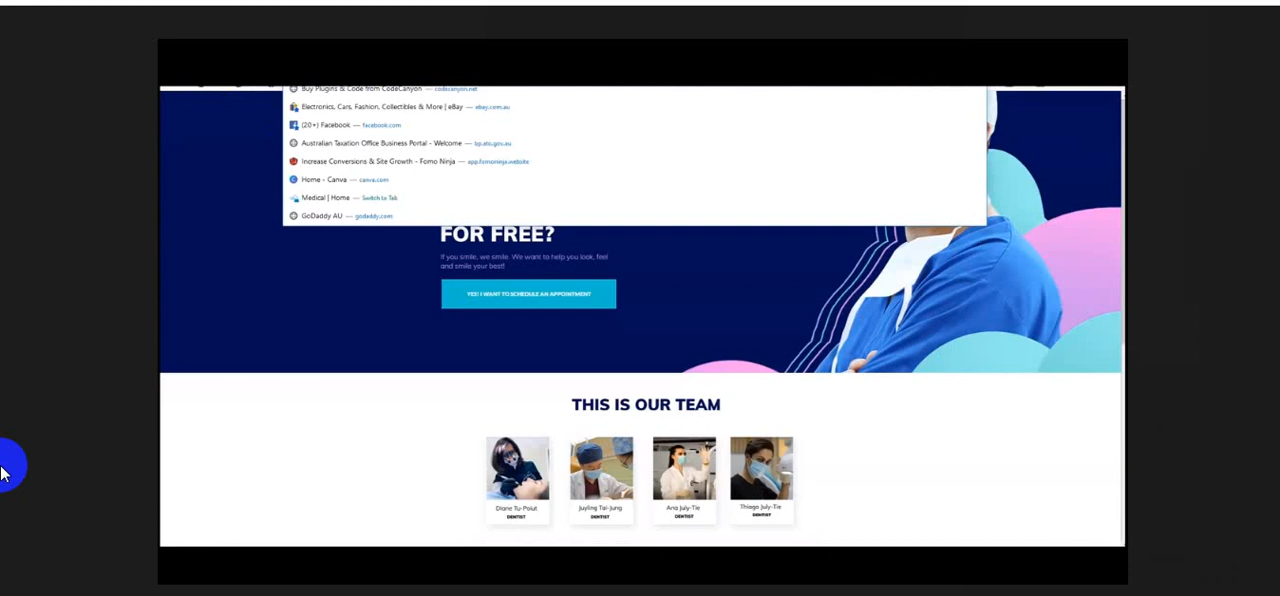 Buy Plugins & Code from CodeCanyon — codecanyon.net
Electronics, Cars, Fashion, Collectibles & More | eBay — ebay.com.au
(20+) Facebook — facebook.com
Australian Taxation Office Business Portal - Welcome — bp.ato.gov.au
Increase Conversions & Site Growth - Fomo Ninja — app.fomoninja.website
Home - Canva — canva.com
Medical | Home — Switch to Tab
GoDaddy AU — godaddy.com
FOR FREE?
If you smile, we smile. We want to help you look, feel
and smile your best!
YES! I WANT TO SCHEDULE AN APPOINTMENT
THIS IS OUR TEAM
Diane Tu-Polut
DENTIST
Juyling Tai-Jung
DENTIST
Ana July-Tie
DENTIST
Thiago July-Tie
DENTIST